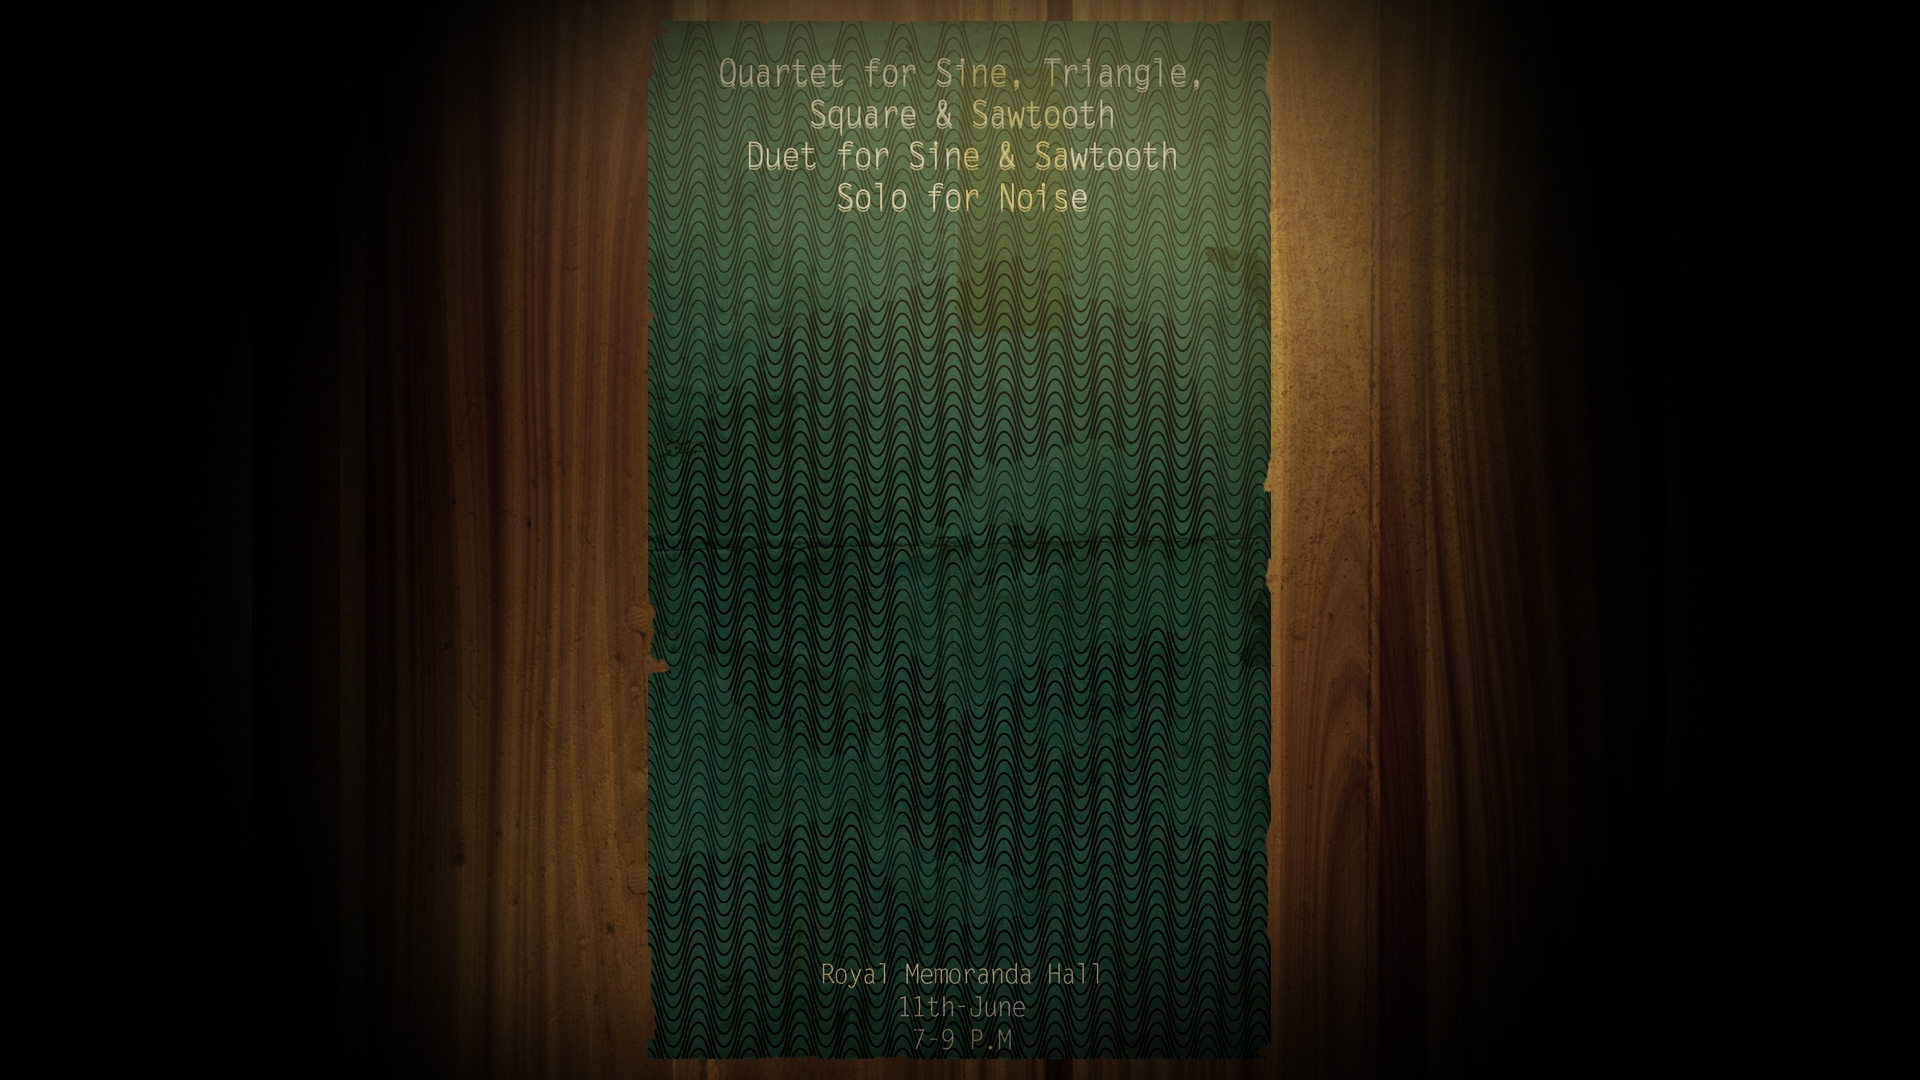 Quartet for Sine, Triangle,
Square & Sawtooth
Duet for Sine & Sawtooth
Solo for Noise
Royal Memoranda Hall
11th-June
7-9 P.M